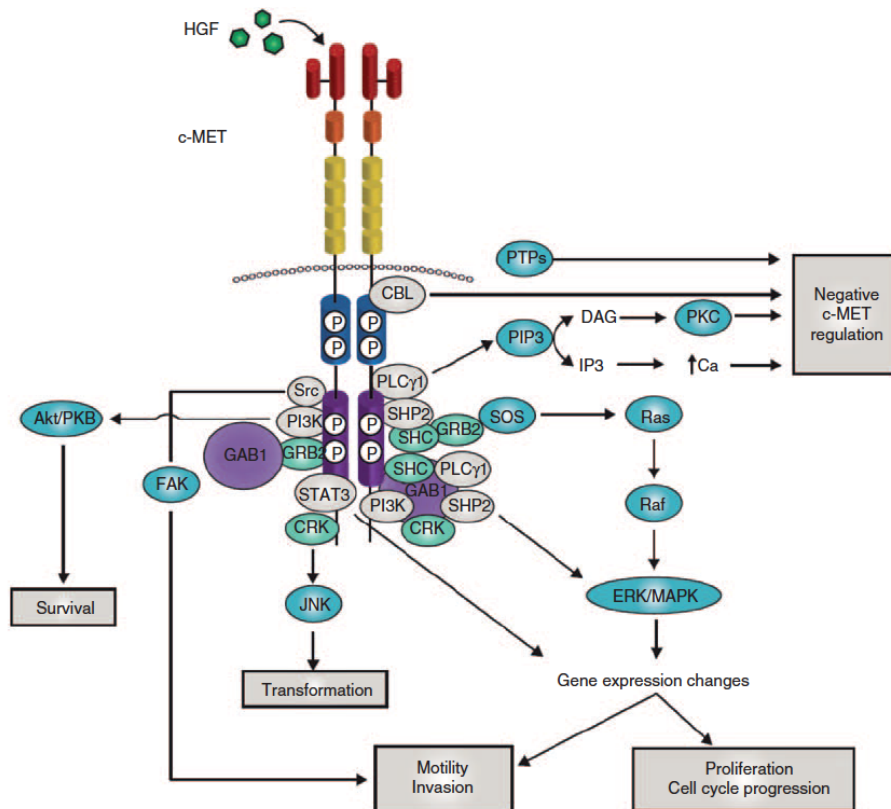 HGF
c-MET
PTPs
CBL
Negative
c-MET
regulation
DAG
PKC
PIP3
IP3
↑Ca
P P
P P
Src
PLCγ1
Akt/PKB
PI3K
P P
SHP2
GRB2
SOS
Ras
SHC
GAB1
GRB2
P P
SHC
PLCγ1
FAK
GAB1
STAT3
PI3K
SHP2
Raf
CRK
CRK
Survival
JNK
ERK/MAPK
Transformation
Gene expression changes
Motility
Invasion
Proliferation
Cell cycle progression